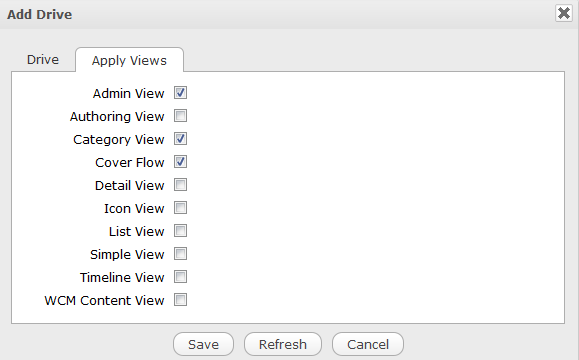 Add Drive
Drive Apply Views
Admin View
Authoring View
Category View
Cover Flow
Detail View
Icon View
List View
Simple View
Timeline View
WCM Content View
Save Refresh Cancel